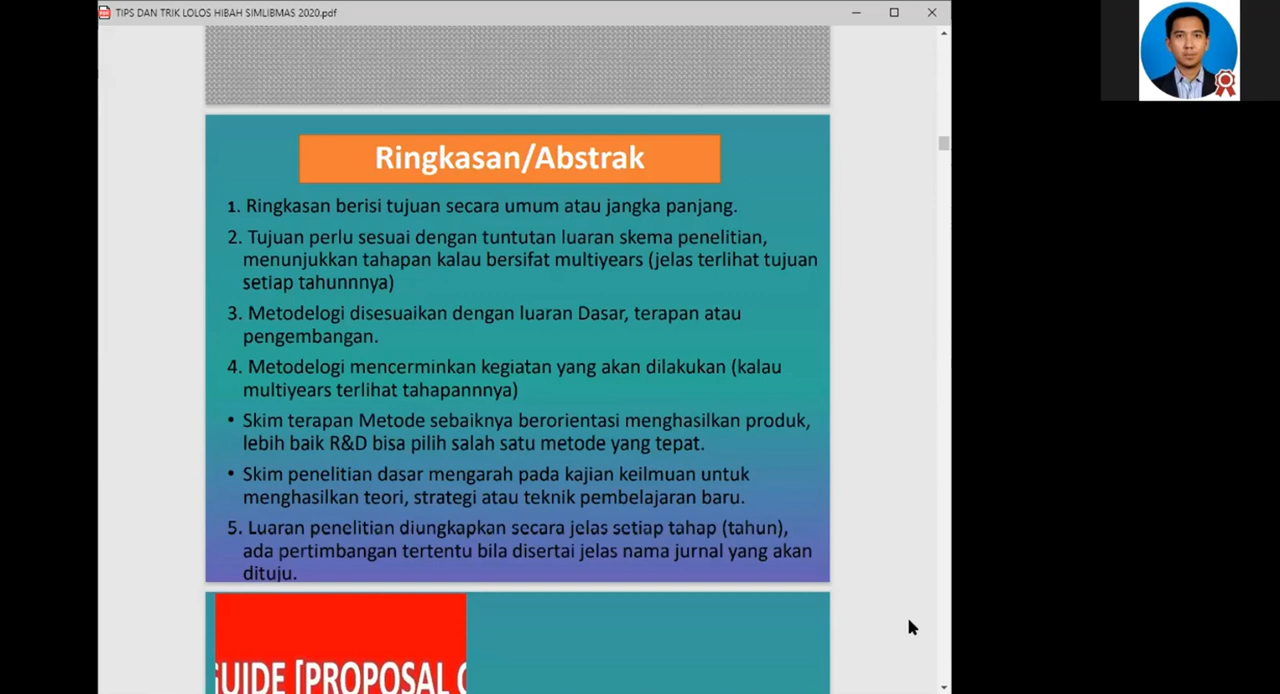 TIPS DAN TRIK LOLOS HIBAH SIMLIBMAS 2020.pdf
Ringkasan/Abstrak
1. Ringkasan berisi tujuan secara umum atau jangka panjang.
2. Tujuan perlu sesuai dengan tuntutan luaran skema penelitian,
menunjukkan tahapan kalau bersifat multiyears (jelas terlihat tujuan
setiap tahunnnya)
3. Metodelogi disesuaikan dengan luaran Dasar, terapan atau
pengembangan.
4. Metodelogi mencerminkan kegiatan yang akan dilakukan (kalau
multiyears terlihat tahapannnya)
• Skim terapan Metode sebaiknya berorientasi menghasilkan produk,
lebih baik R&D bisa pilih salah satu metode yang tepat.
• Skim penelitian dasar mengarah pada kajian keilmuan untuk
menghasilkan teori, strategi atau teknik pembelajaran baru.
5. Luaran penelitian diungkapkan secara jelas setiap tahap (tahun),
ada pertimbangan tertentu bila disertai jelas nama jurnal yang akan
dituju.
GUIDE [PROPOSAL